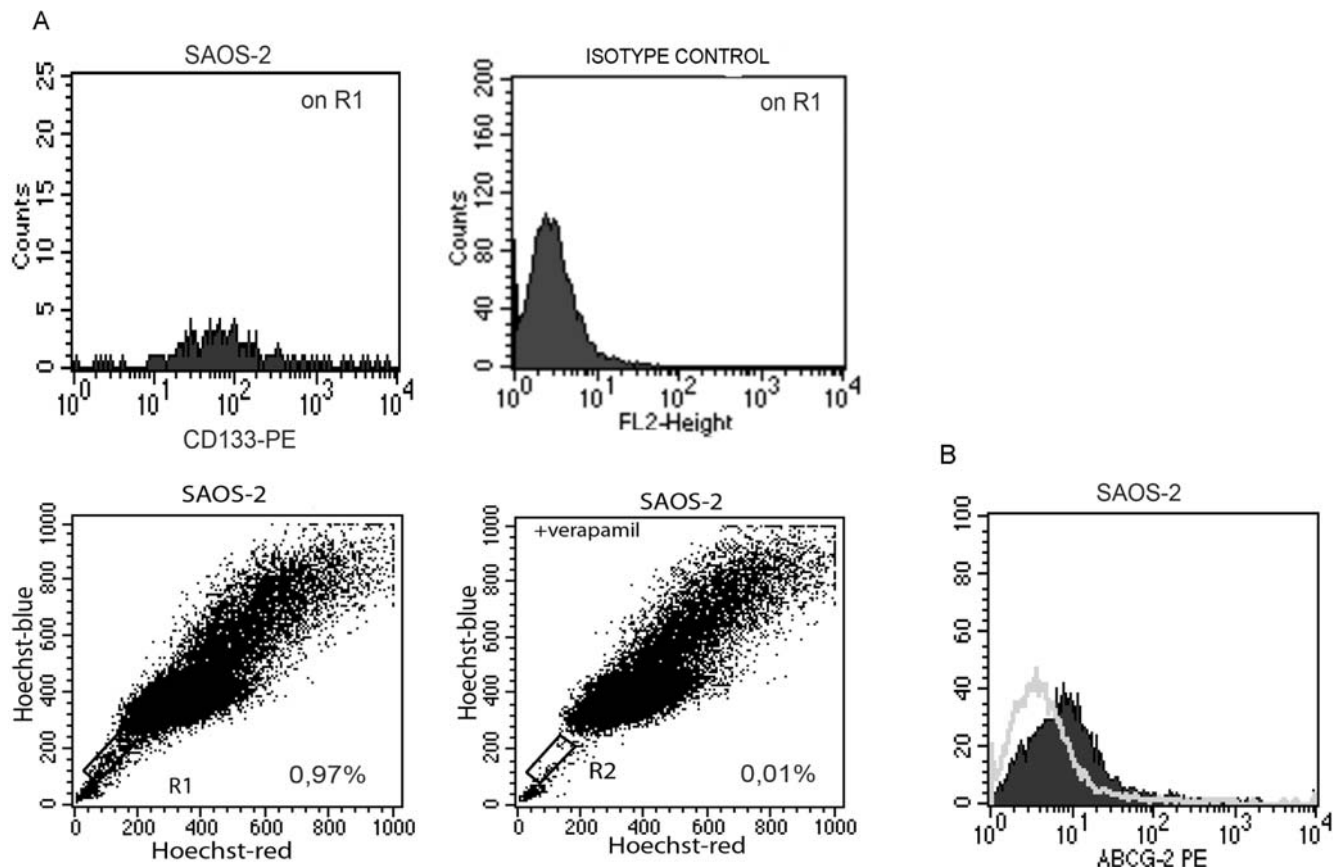 A
SAOS-2
on R1
Counts
25
20
15
10
5
0
10^0 10^1 10^2 10^3 10^4
CD133-PE
ISOTYPE CONTROL
on R1
Counts
200
160
120
80
40
0
10^0 10^1 10^2 10^3 10^4
FL2-Height
SAOS-2
Hoechst-blue
1000
800
600
400
200
0
R1
0,97%
0 200 400 600 800 1000
Hoechst-red
SAOS-2
+verapamil
Hoechst-blue
1000
800
600
400
200
0
R2
0,01%
0 200 400 600 800 1000
Hoechst-red
B
SAOS-2
100
80
60
40
20
0
10^0 10^1 10^2 10^3 10^4
ABCG-2 PE